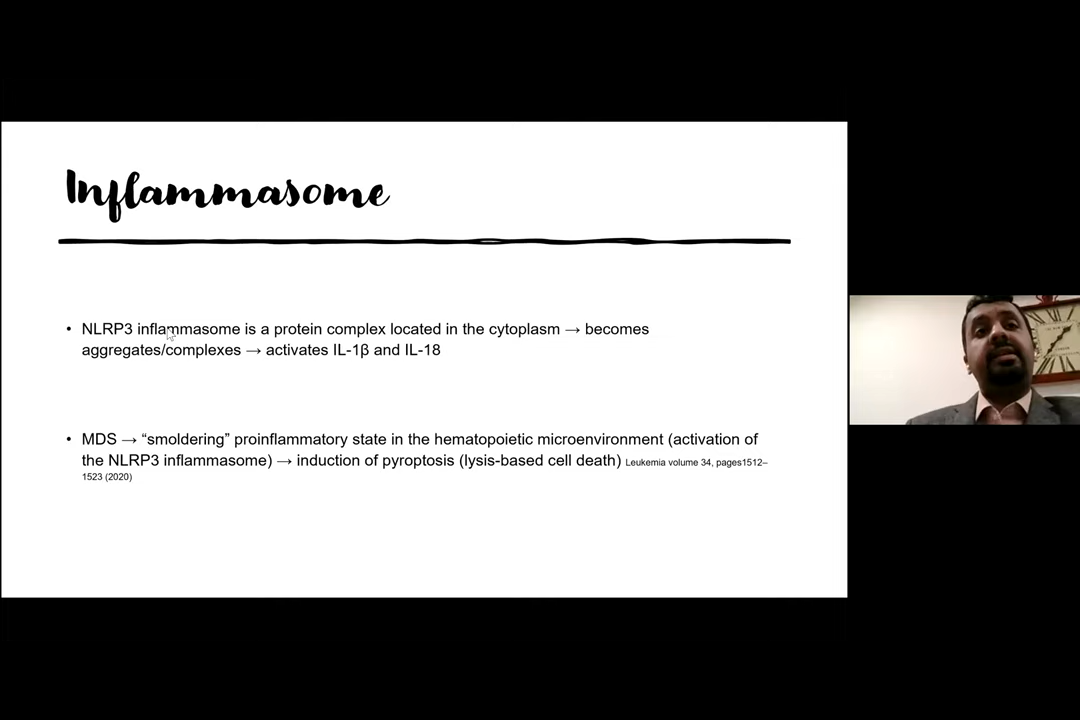 Inflammasome
• NLRP3 inflammasome is a protein complex located in the cytoplasm → becomes
aggregates/complexes → activates IL-1β and IL-18
• MDS → “smoldering” proinflammatory state in the hematopoietic microenvironment (activation of
the NLRP3 inflammasome) → induction of pyroptosis (lysis-based cell death) Leukemia volume 34, pages1512–
1523 (2020)